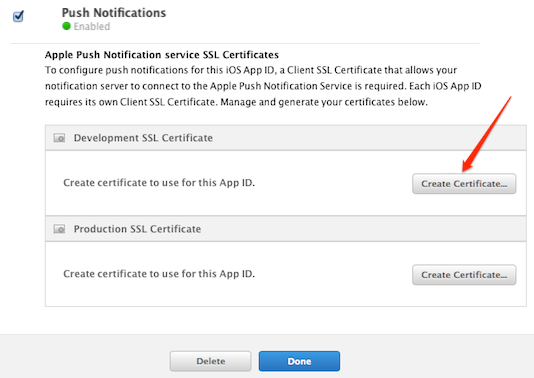 Push Notifications
Enabled
Apple Push Notification service SSL Certificates
To configure push notifications for this iOS App ID, a Client SSL Certificate that allows your
notification server to connect to the Apple Push Notification Service is required. Each iOS App ID
requires its own Client SSL Certificate. Manage and generate your certificates below.
Development SSL Certificate
Create certificate to use for this App ID.
Create Certificate...
Production SSL Certificate
Create certificate to use for this App ID.
Create Certificate...
Delete
Done